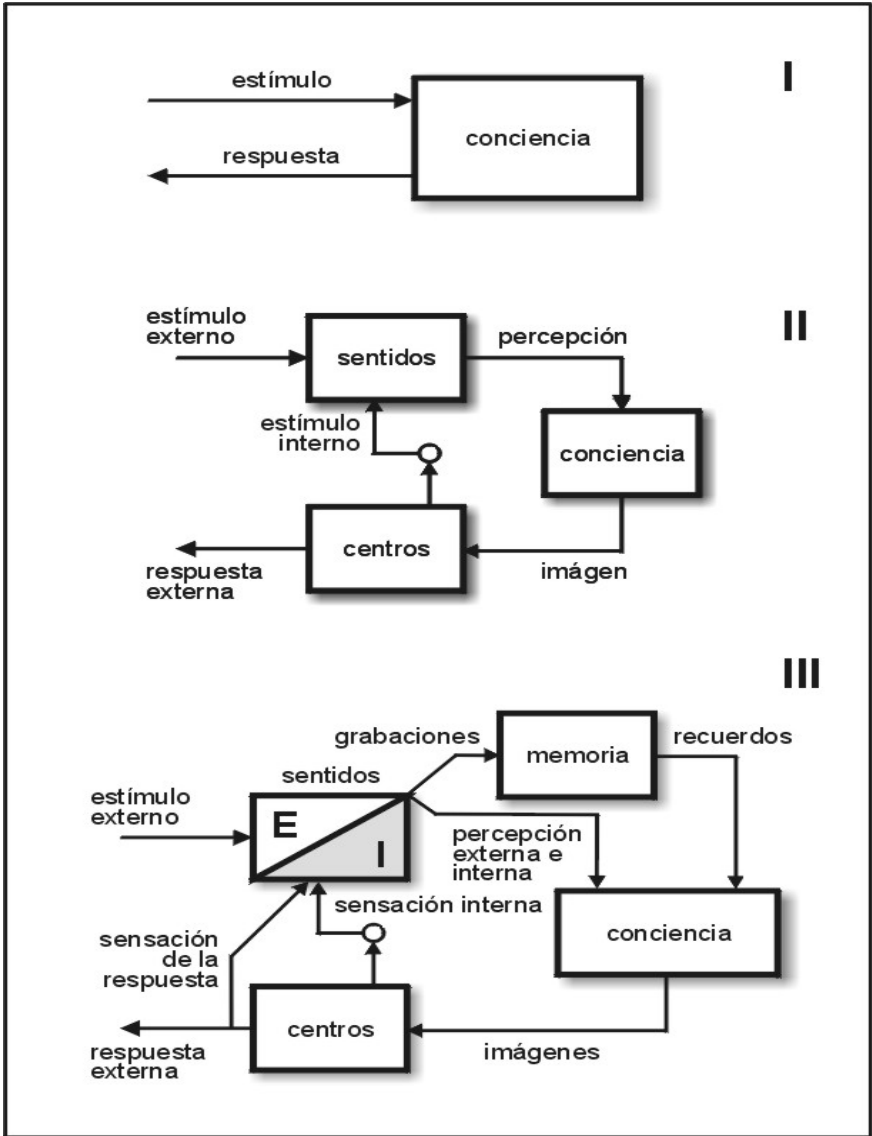 I
estímulo
conciencia
respuesta
II
estímulo
externo
sentidos
percepción
estímulo
interno
conciencia
centros
respuesta
externa
imágen
III
grabaciones
memoria
recuerdos
sentidos
estímulo
externo
E
I
percepción
externa e
interna
sensación interna
conciencia
sensación
de la
respuesta
centros
respuesta
externa
imágenes